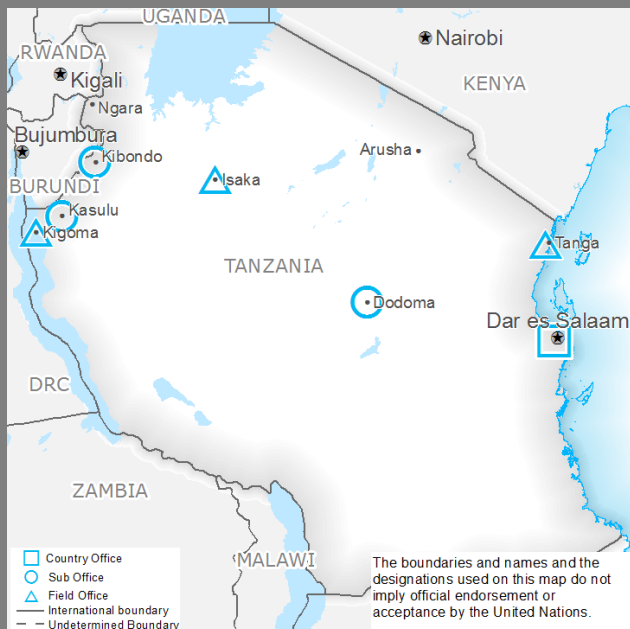 UGANDA
Nairobi
RWANDA
Kigali
KENYA
Ngara
Bujumbura
Arusha
Kibondo
Isaka
BURUNDI
Kasulu
Kigoma
Tanga
TANZANIA
Dodoma
Dar es Salaam
DRC
ZAMBIA
MALAWI
Country Office
Sub Office
Field Office
International boundary
Undetermined Boundary
The boundaries and names and the
designations used on this map do not
imply official endorsement or
acceptance by the United Nations.